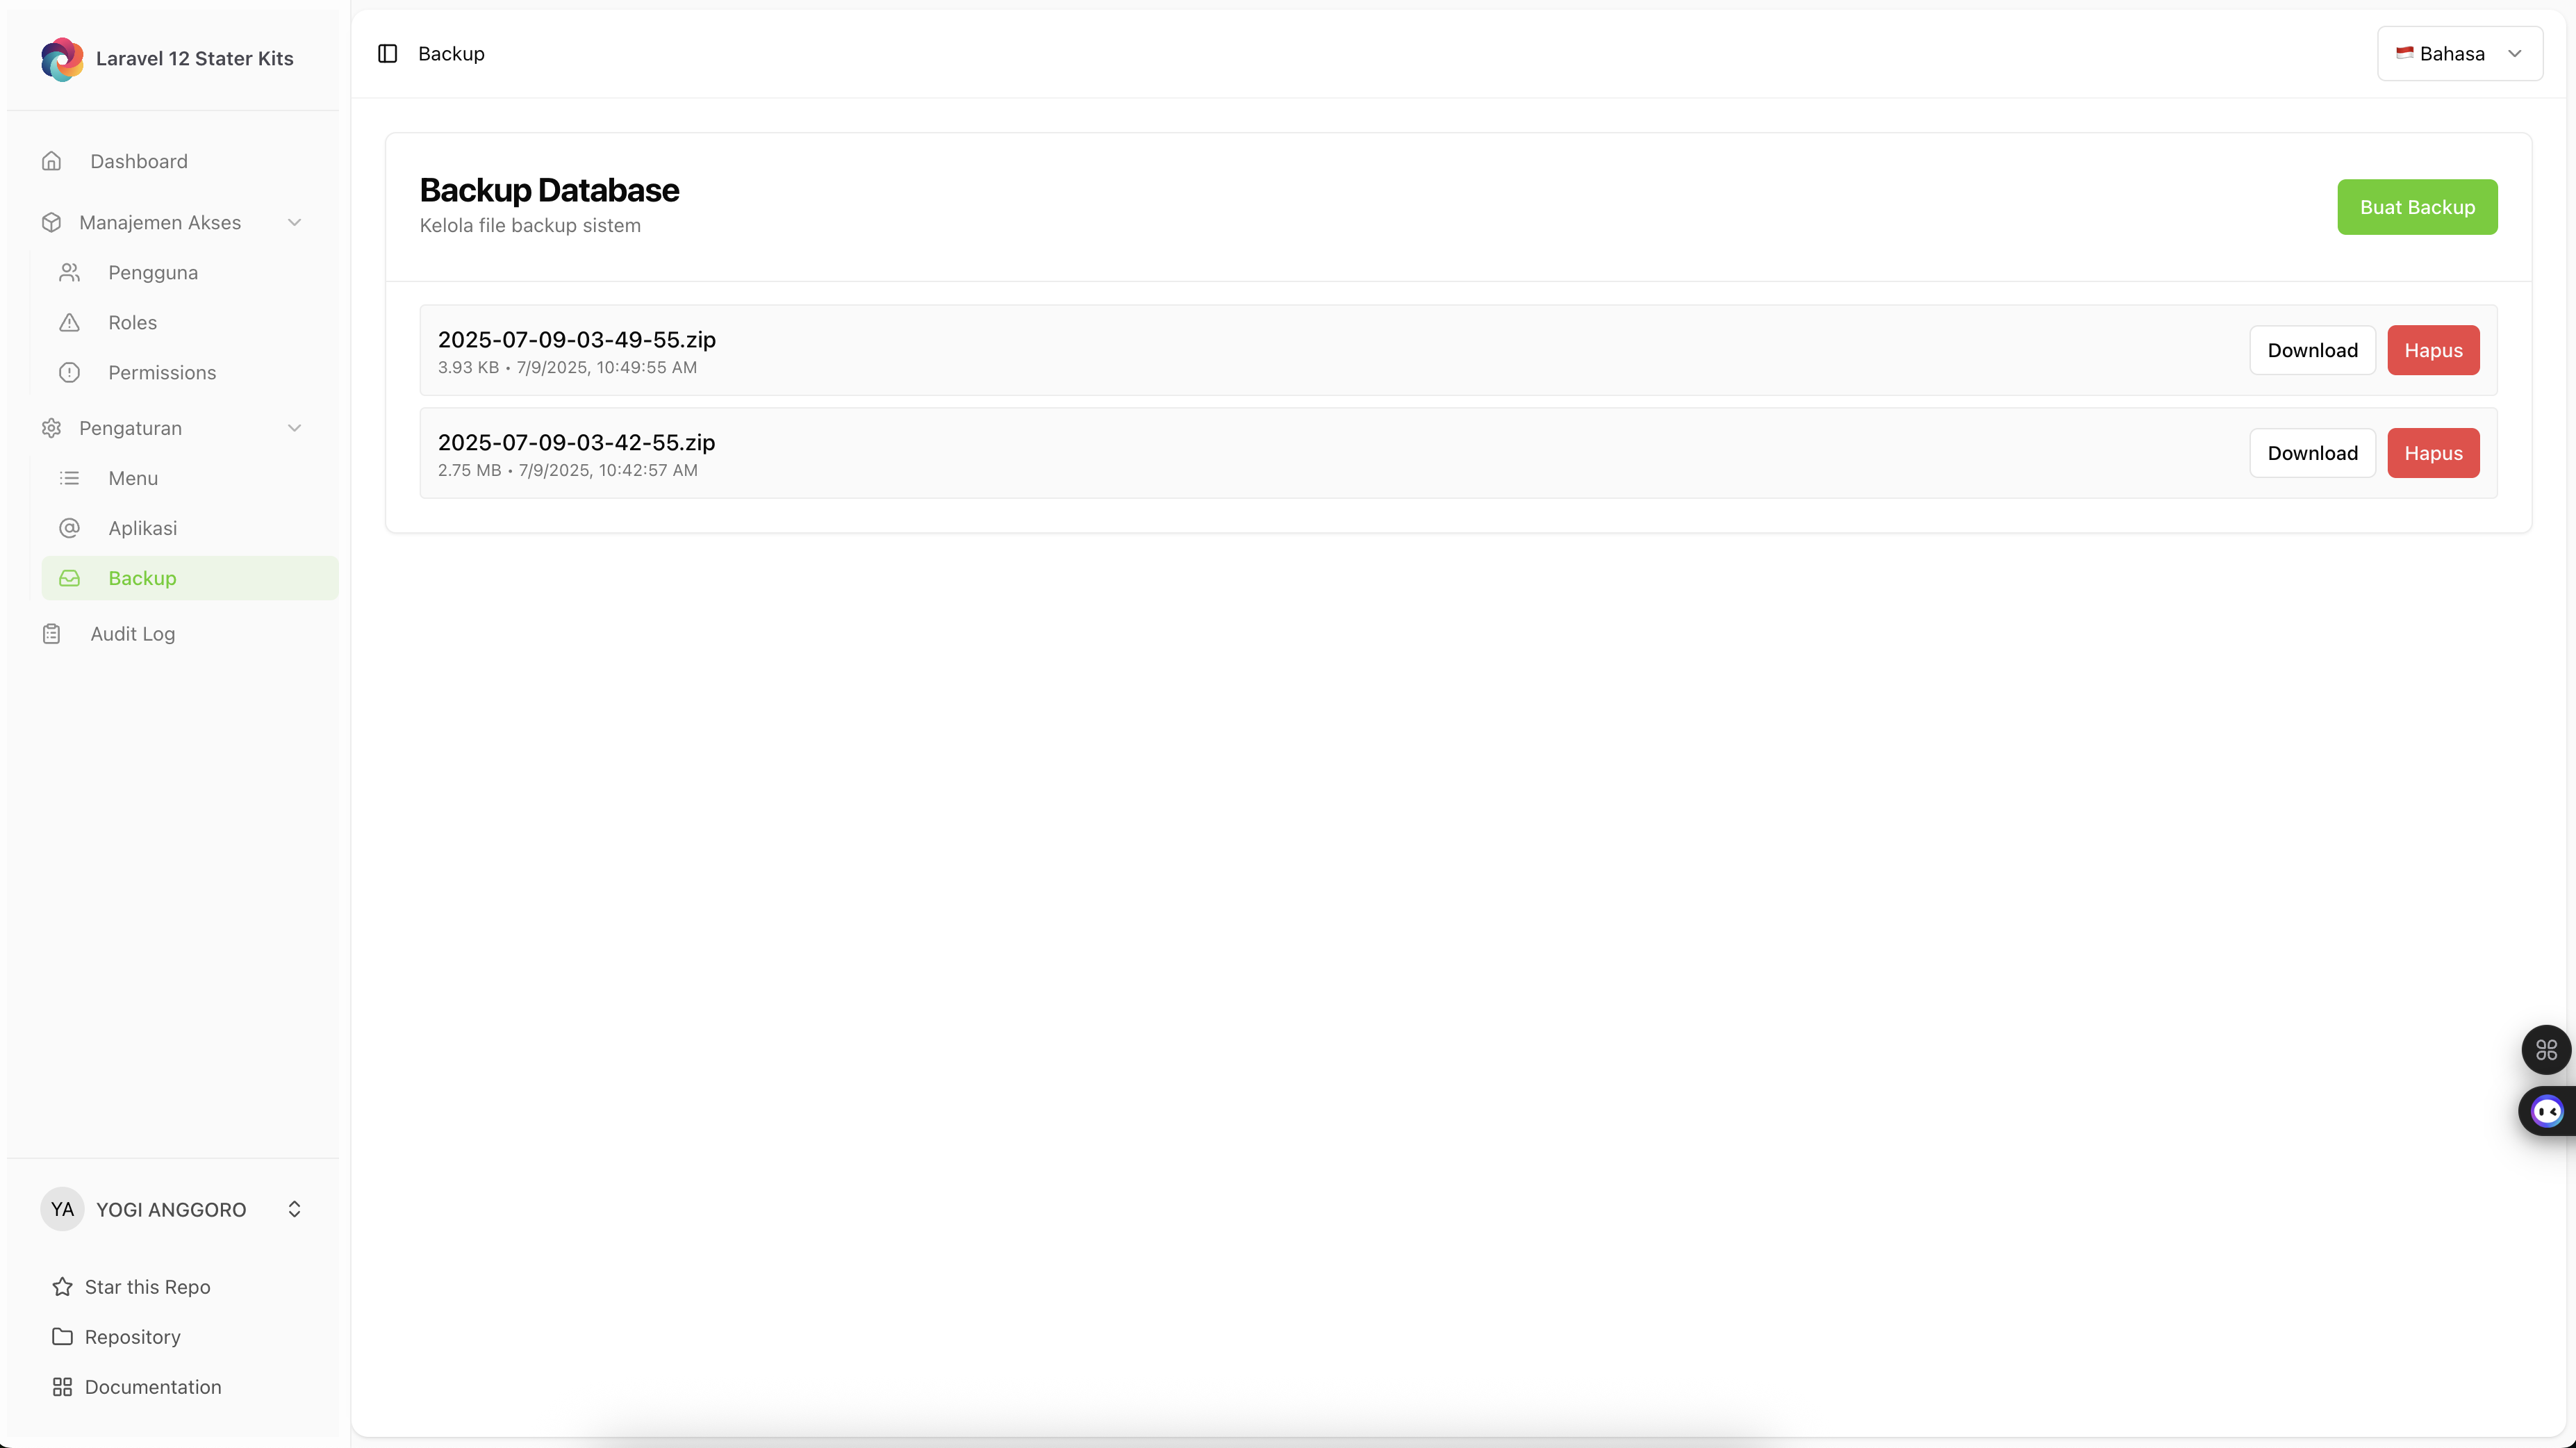 Laravel 12 Stater Kits
Dashboard
Manajemen Akses
Pengguna
Roles
Permissions
Pengaturan
Menu
Aplikasi
Backup
Audit Log
YA YOGI ANGGORO
Star this Repo
Repository
Documentation
Backup
Bahasa
Backup Database
Kelola file backup sistem
Buat Backup
2025-07-09-03-49-55.zip
3.93 KB • 7/9/2025, 10:49:55 AM
Download Hapus
2025-07-09-03-42-55.zip
2.75 MB • 7/9/2025, 10:42:57 AM
Download Hapus